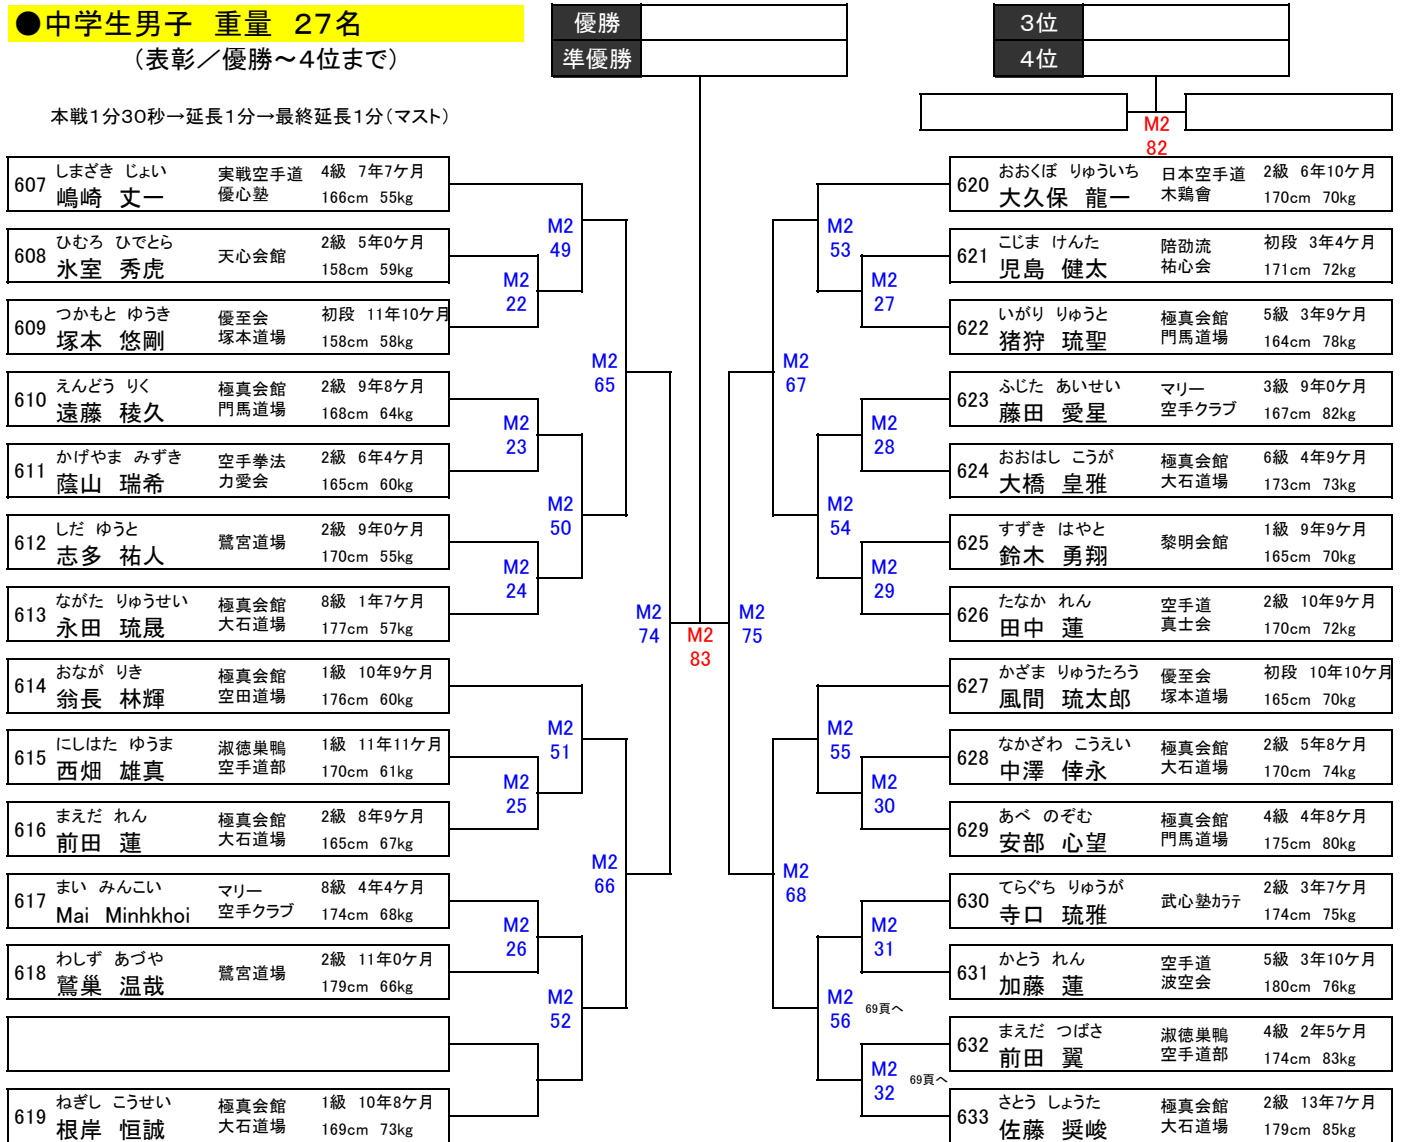 ●中学生男子　重量　27名
(表彰／優勝～4位まで)
本戦1分30秒→延長1分→最終延長1分(マスト)
優勝
準優勝
3位
4位
M2
82
607 しまざき じょい 実戦空手道 4級 7年7ケ月
嶋崎 丈一 優心塾 166cm 55kg
608 ひむろ ひでとら 天心会館 2級 5年0ケ月
氷室 秀虎 158cm 59kg
609 つかもと ゆうき 優至会 初段 11年10ケ月
塚本 悠剛 塚本道場 158cm 58kg
610 えんどう りく 極真会館 2級 9年8ケ月
遠藤 稜久 門馬道場 168cm 64kg
611 かげやま みずき 空手拳法 2級 6年4ケ月
蔭山 瑞希 力愛会 165cm 60kg
612 しだ ゆうと 鷺宮道場 2級 9年0ケ月
志多 祐人 170cm 55kg
613 ながた りゅうせい 極真会館 8級 1年7ケ月
永田 琉晟 大石道場 177cm 57kg
614 おなが りき 極真会館 1級 10年9ケ月
翁長 林輝 空田道場 176cm 60kg
615 にしはた ゆうま 淑徳巣鴨 1級 11年11ケ月
西畑 雄真 空手道部 170cm 61kg
616 まえだ れん 極真会館 2級 8年9ケ月
前田 蓮 大石道場 165cm 67kg
617 まい みんこい マリー 8級 4年4ケ月
Mai Minhkhoi 空手クラブ 174cm 68kg
618 わしず あづや 鷺宮道場 2級 11年0ケ月
鷲巣 温哉 179cm 66kg
619 ねぎし こうせい 極真会館 1級 10年8ケ月
根岸 恒誠 大石道場 169cm 73kg
M2
22
M2
23
M2
24
M2
25
M2
26
M2
49
M2
50
M2
51
M2
52
M2
65
M2
66
M2
74
M2
83
M2
75
M2
67
M2
68
M2
53
M2
54
M2
55
M2
56
69頁へ
M2
27
M2
28
M2
29
M2
30
M2
31
M2
32
69頁へ
620 おおくぼ りゅういち 日本空手道 2級 6年10ケ月
大久保 龍一 木鶏會 170cm 70kg
621 こじま けんた 陪劭流 初段 3年4ケ月
児島 健太 祐心会 171cm 72kg
622 いがり りゅうと 極真会館 5級 3年9ケ月
猪狩 琉聖 門馬道場 164cm 78kg
623 ふじた あいせい マリー 3級 9年0ケ月
藤田 愛星 空手クラブ 167cm 82kg
624 おおはし こうが 極真会館 6級 4年9ケ月
大橋 皇雅 大石道場 173cm 73kg
625 すずき はやと 黎明会館 1級 9年9ケ月
鈴木 勇翔 165cm 70kg
626 たなか れん 空手道 2級 10年9ケ月
田中 蓮 真士会 170cm 72kg
627 かざま りゅうたろう 優至会 初段 10年10ケ月
風間 琉太郎 塚本道場 165cm 70kg
628 なかざわ こうえい 極真会館 2級 5年8ケ月
中澤 倖永 大石道場 170cm 74kg
629 あべ のぞむ 極真会館 4級 4年8ケ月
安部 心望 門馬道場 175cm 80kg
630 てらぐち りゅうが 武心塾ｶﾗﾃ 2級 3年7ケ月
寺口 琉雅 174cm 75kg
631 かとう れん 空手道 5級 3年10ケ月
加藤 蓮 波空会 180cm 76kg
632 まえだ つばさ 淑徳巣鴨 4級 2年5ケ月
前田 翼 空手道部 174cm 83kg
633 さとう しょうた 極真会館 2級 13年7ケ月
佐藤 奨峻 大石道場 179cm 85kg